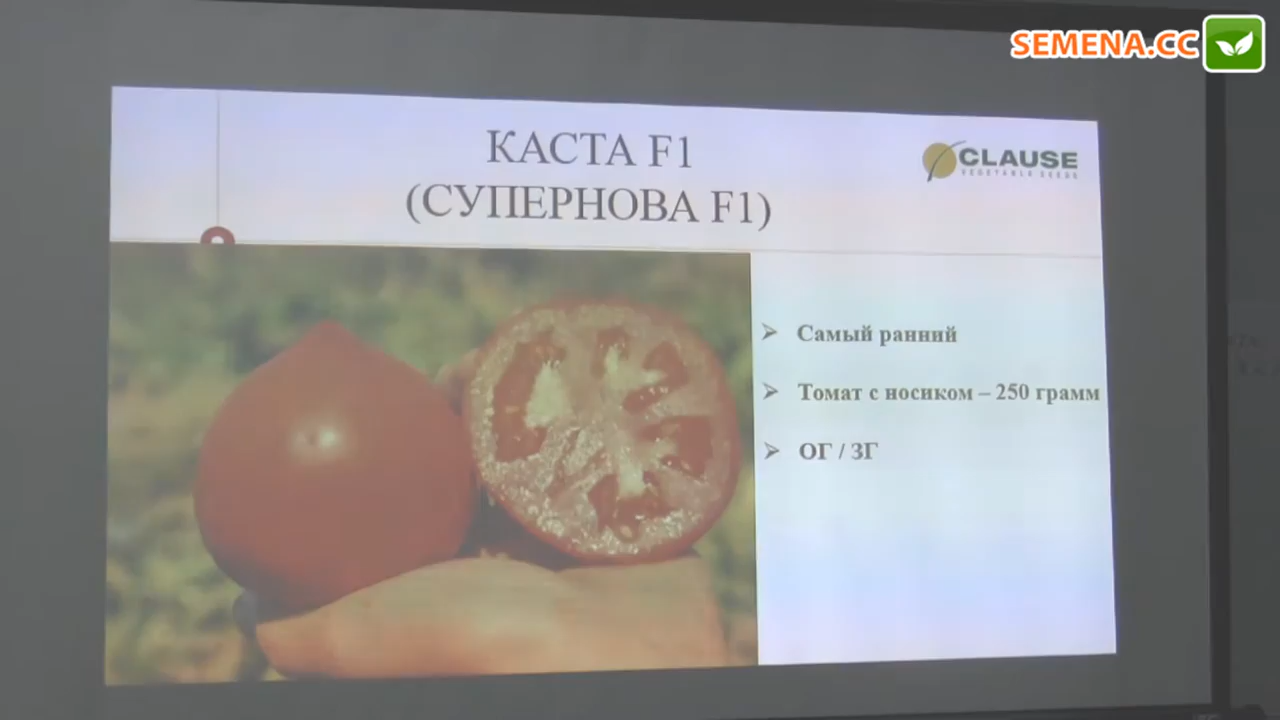 SEMENA.CC
КАСТА F1
(СУПЕРНОВА F1)
CLAUSE
VEGETABLE SEEDS
Самый ранний
Томат с носиком – 250 грамм
ОГ / ЗГ